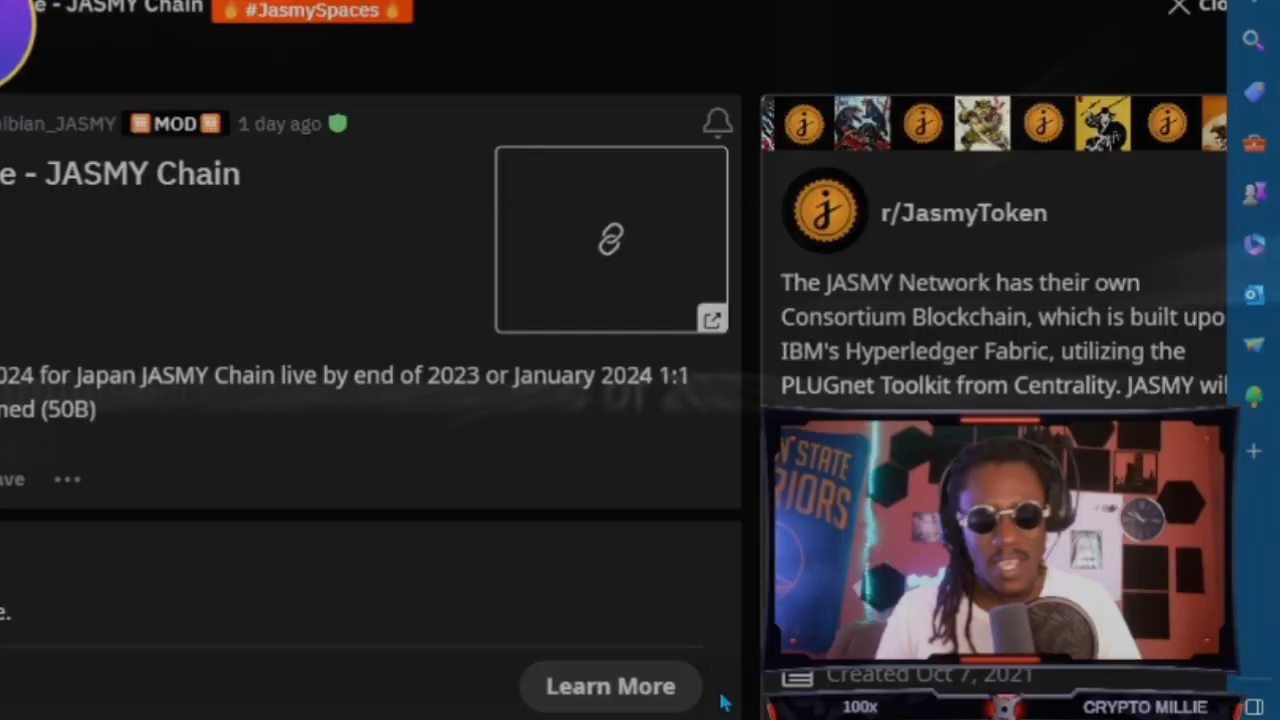 e - JASMY Chain
#JasmySpaces
Clo
ibian_JASMY MOD 1 day ago
e - JASMY Chain
024 for Japan JASMY Chain live by end of 2023 or January 2024 1:1
ned (50B)
ave
e.
Learn More
r/JasmyToken
The JASMY Network has their own
Consortium Blockchain, which is built upo
IBM's Hyperledger Fabric, utilizing the
PLUGnet Toolkit from Centrality. JASMY wil
N STATE
RIORS
Created Oct 7, 2021
100x
CRYPTO MILLIE